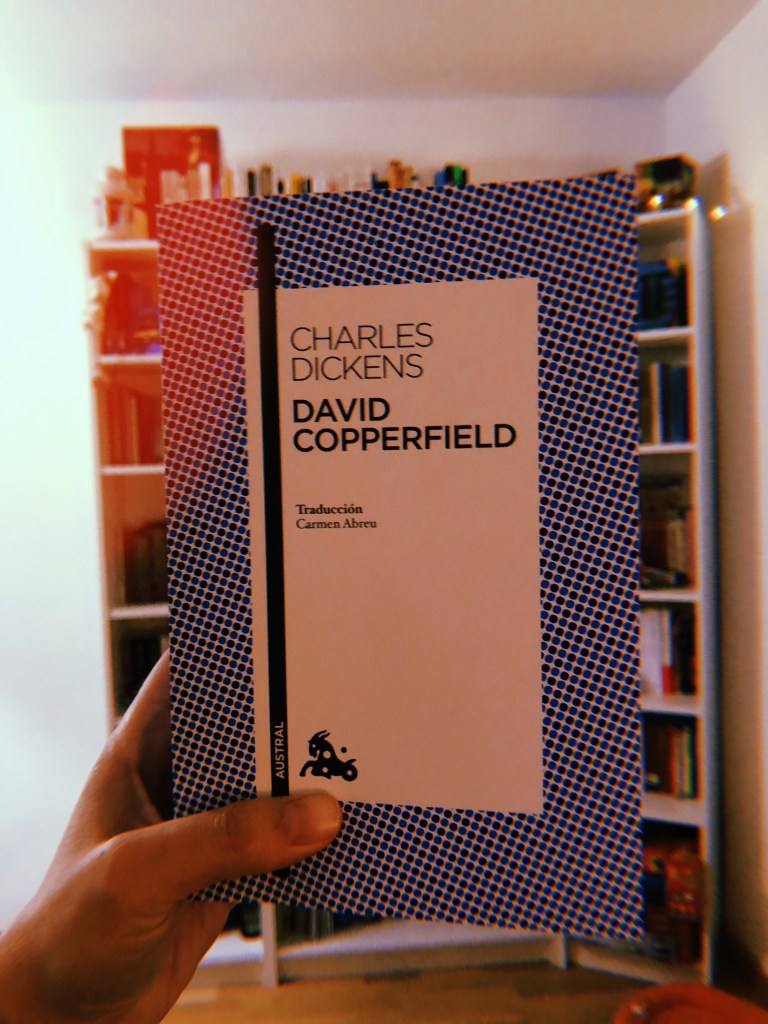 CHARLES
DICKENS
DAVID
COPPERFIELD
Traducción
Carmen Abreu
AUSTRAL